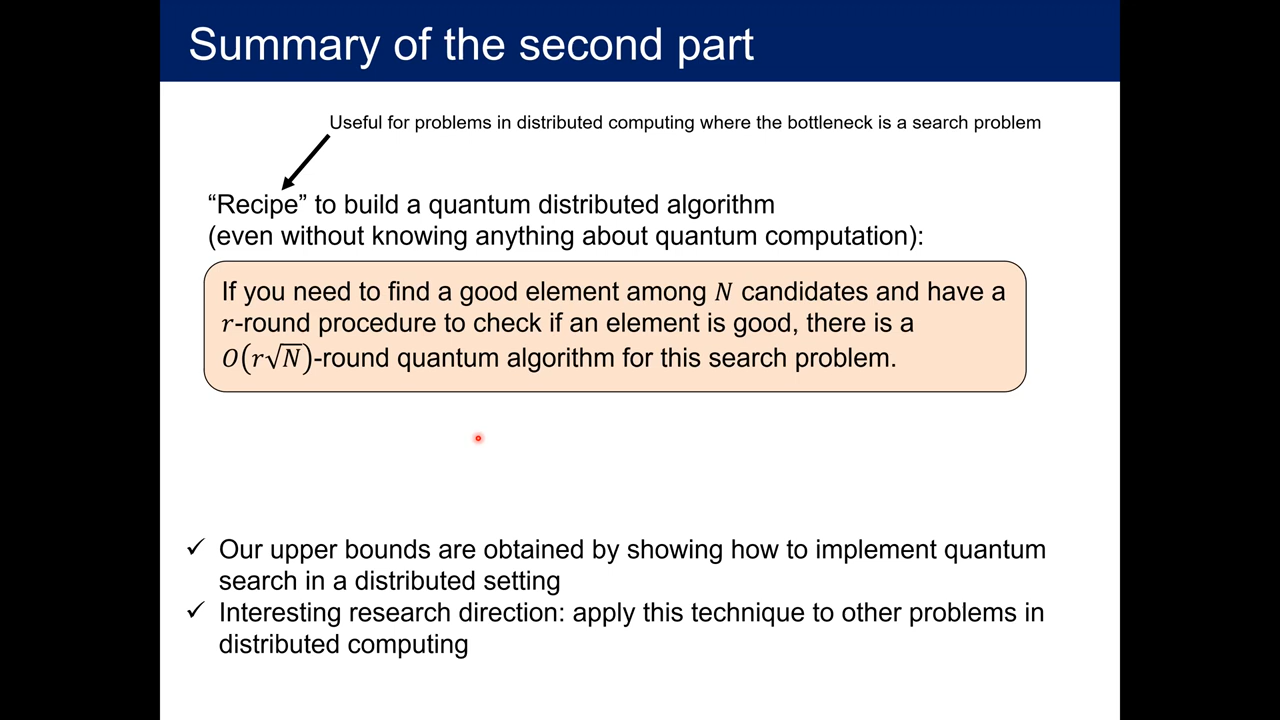 Summary of the second part
Useful for problems in distributed computing where the bottleneck is a search problem
“Recipe” to build a quantum distributed algorithm
(even without knowing anything about quantum computation):
If you need to find a good element among 𝑁 candidates and have a
𝑟-round procedure to check if an element is good, there is a
𝑂(𝑟√𝑁)-round quantum algorithm for this search problem.
✓ Our upper bounds are obtained by showing how to implement quantum
search in a distributed setting
✓ Interesting research direction: apply this technique to other problems in
distributed computing